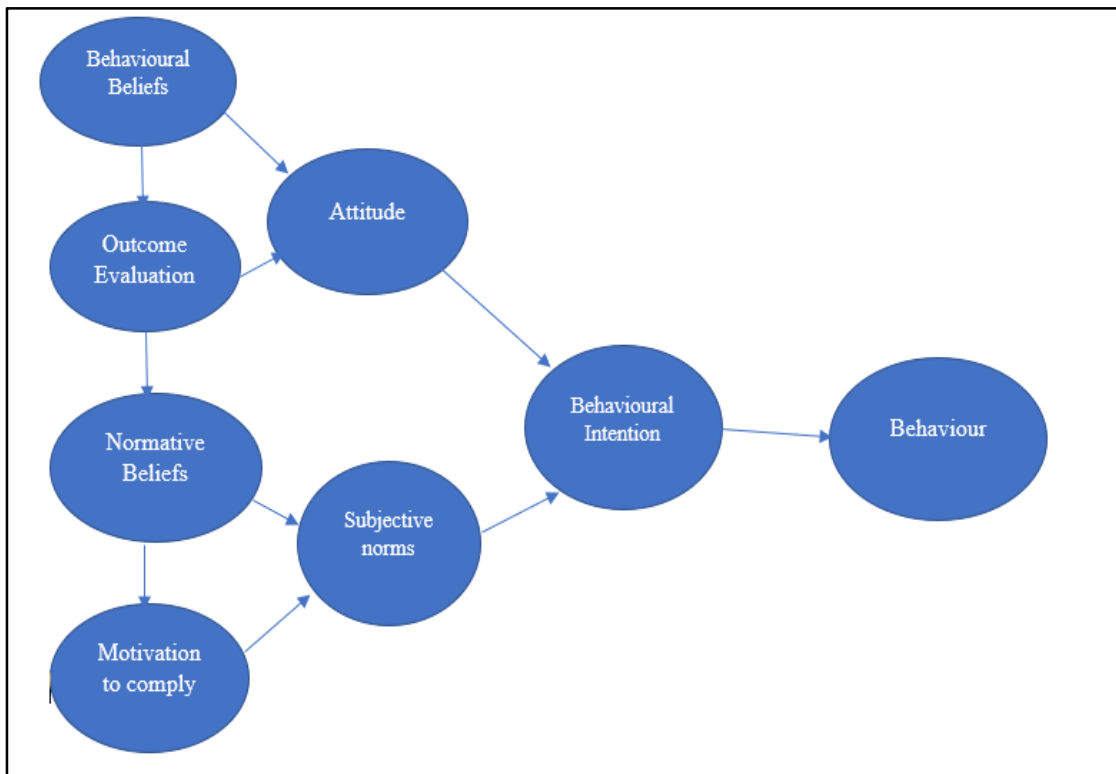 Behavioural
Beliefs
Attitude
Outcome
Evaluation
Behavioural
Intention
Behaviour
Normative
Beliefs
Subjective
norms
Motivation
to comply